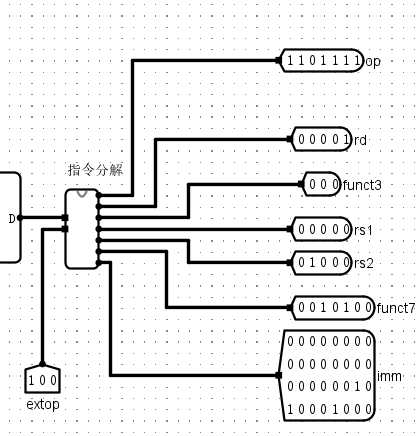 1101111 op
00001 rd
指令分解
000 funct3
D
00000 rs1
01000 rs2
0010100 funct7
00000000
00000000
00000010 imm
10001000
100
extop